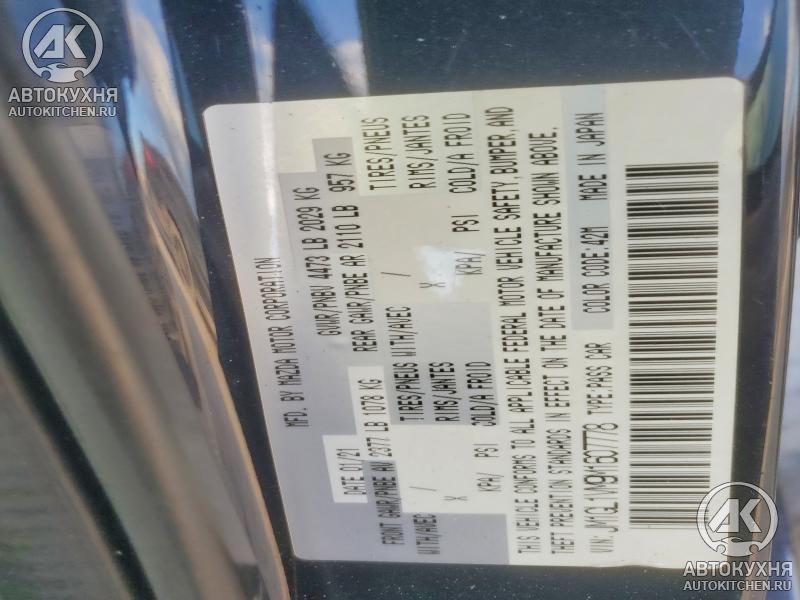 AK
АВТОКУХНЯ
AUTOKITCHEN.RU
MFD. BY MAZDA MOTOR CORPORATION
DATE 01/21 GVWR/PNBV 4473 LB 2029 KG
FRONT GAWR/PNBE AV 2377 LB 1078 KG REAR GAWR/PNBE AR 2110 LB 957 KG
WITH/AVEC / TIRES/PNEUS WITH/AVEC / TIRES/PNEUS
X RIMS/JANTES X RIMS/JANTES
KPA/ PSI COLD/A FROID KPA/ PSI COLD/A FROID
THIS VEHICLE CONFORMS TO ALL APPLICABLE FEDERAL MOTOR VEHICLE SAFETY, BUMPER, AND
THEFT PREVENTION STANDARDS IN EFFECT ON THE DATE OF MANUFACTURE SHOWN ABOVE.
COLOR CODE:42M MADE IN JAPAN
VIN: TYPE:PASS CAR
AK
АВТОКУХНЯ
AUTOKITCHEN.RU